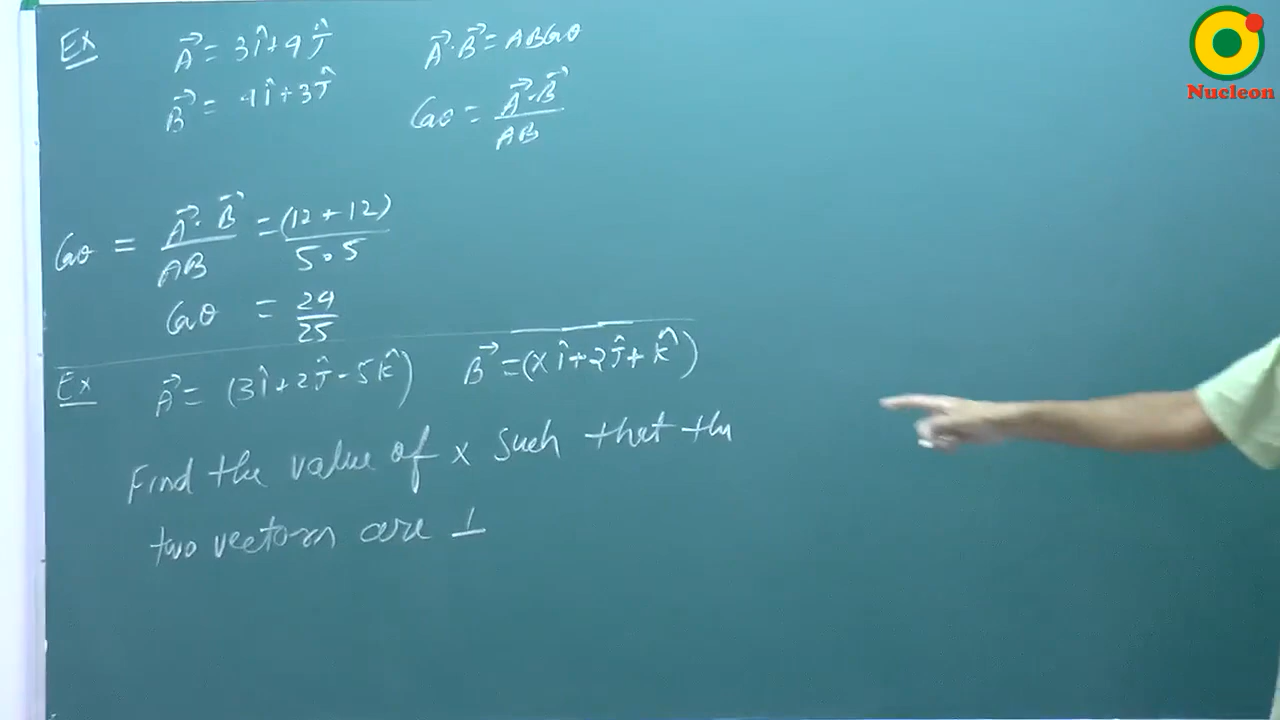 Ex
A⃗ = 3î+4ĵ
A⃗·B⃗ = ABCosθ
B⃗ = 4î+3ĵ
Cosθ = A⃗·B⃗ / AB
Cosθ = A⃗·B⃗ / AB = (12+12) / 5·5
Cosθ = 24 / 25
Ex A⃗ = (3î+2ĵ-5k̂) B⃗ = (xî+2ĵ+k̂)
Find the value of x such that the
two vectors are ⊥
Nucleon